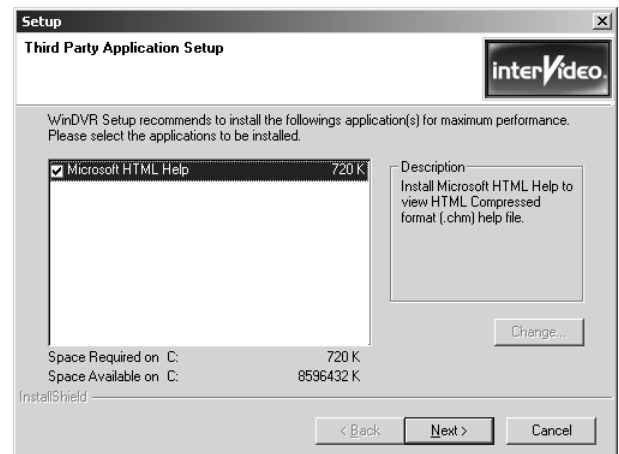 Setup
Third Party Application Setup
interVideo.
WinDVR Setup recommends to install the followings application(s) for maximum performance.
Please select the applications to be installed.
Microsoft HTML Help 720 K
Description
Install Microsoft HTML Help to
view HTML Compressed
format (.chm) help file.
Change...
Space Required on C: 720 K
Space Available on C: 8596432 K
InstallShield
< Back Next > Cancel